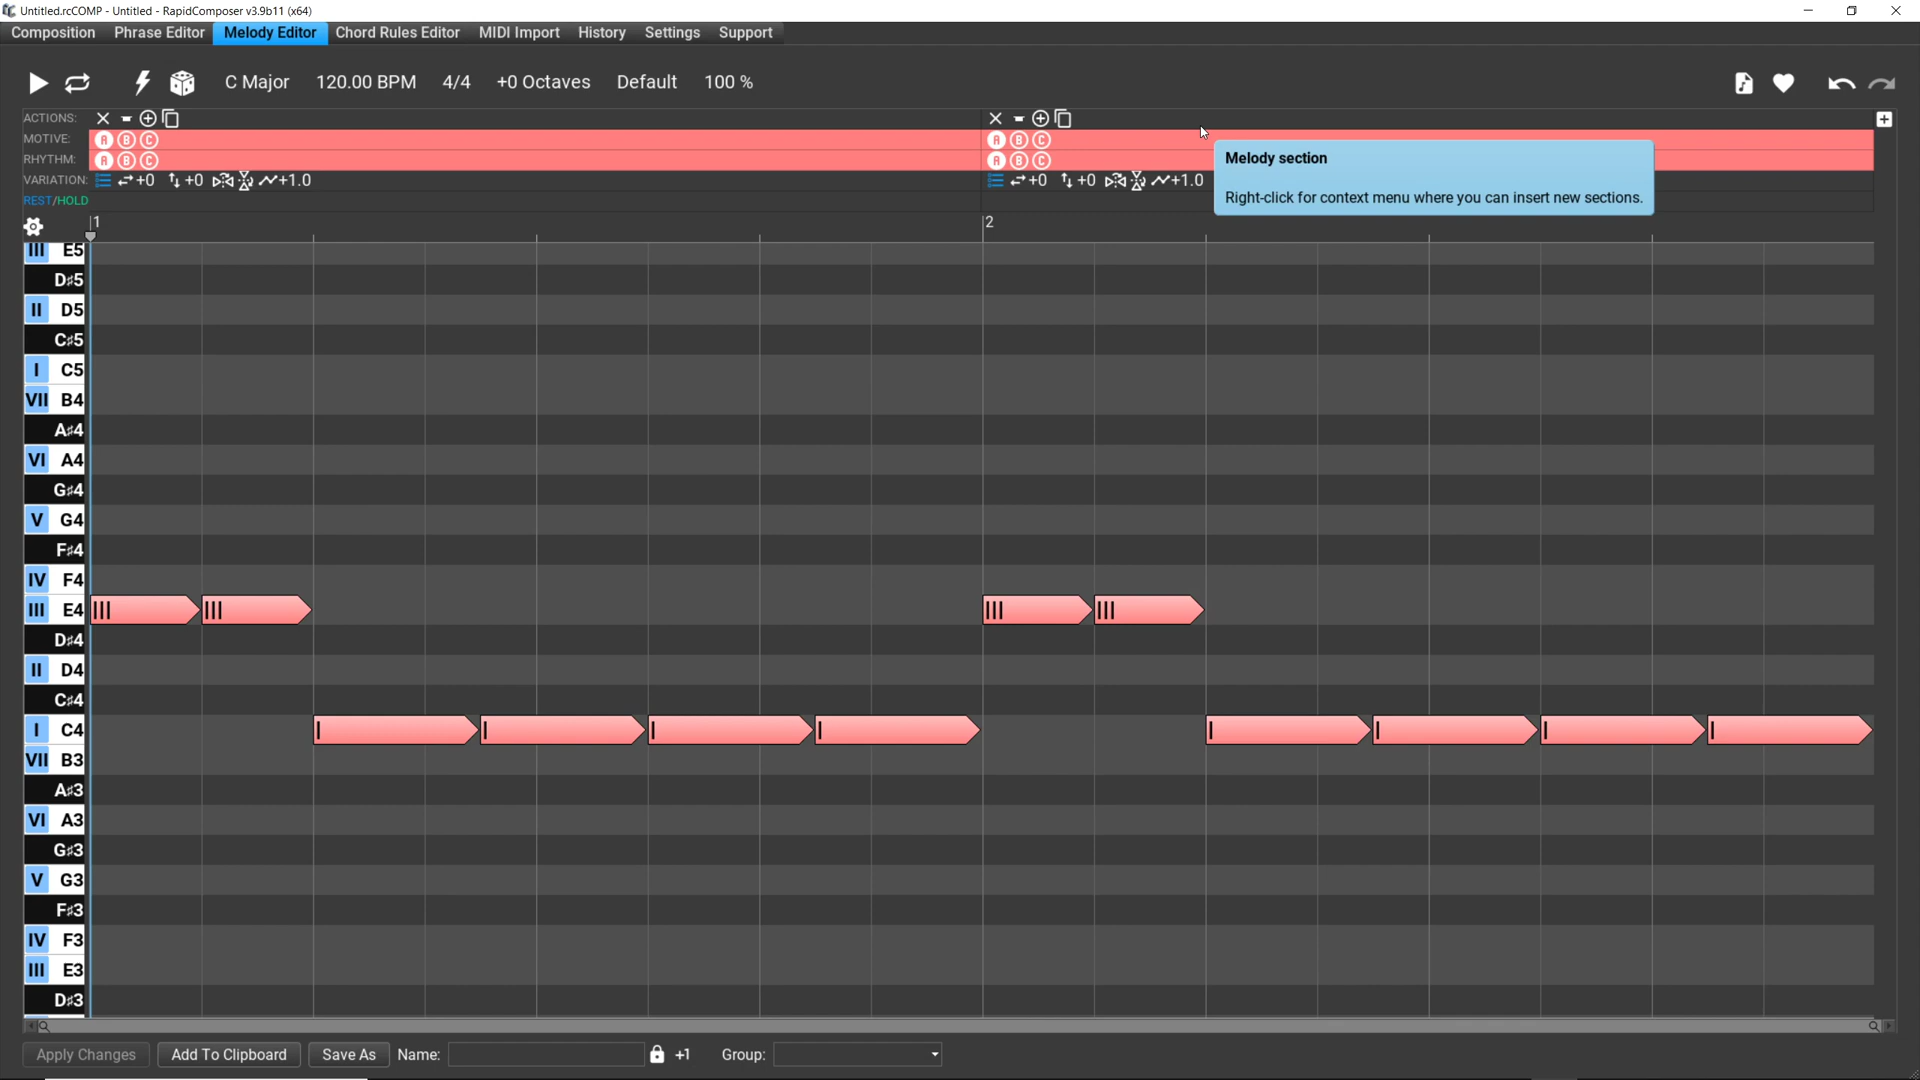 Untitled.rcCOMP - Untitled - RapidComposer v3.9b11 (x64)
Composition Phrase Editor Melody Editor Chord Rules Editor MIDI Import History Settings Support
C Major 120.00 BPM 4/4 +0 Octaves Default 100 %
ACTIONS:
MOTIVE: A B C A B C
RHYTHM: A B C A B C
VARIATION: +0 +0 +1.0 +0 +0 +1.0
REST/HOLD
Melody section
Right-click for context menu where you can insert new sections.
1 2
III E5
D♯5
II D5
C♯5
I C5
VII B4
A♯4
VI A4
G♯4
V G4
F♯4
IV F4
III E4 III III III III
D♯4
II D4
C♯4
I C4 I I I I I I I I
VII B3
A♯3
VI A3
G♯3
V G3
F♯3
IV F3
III E3
D♯3
Apply Changes Add To Clipboard Save As Name: +1 Group: